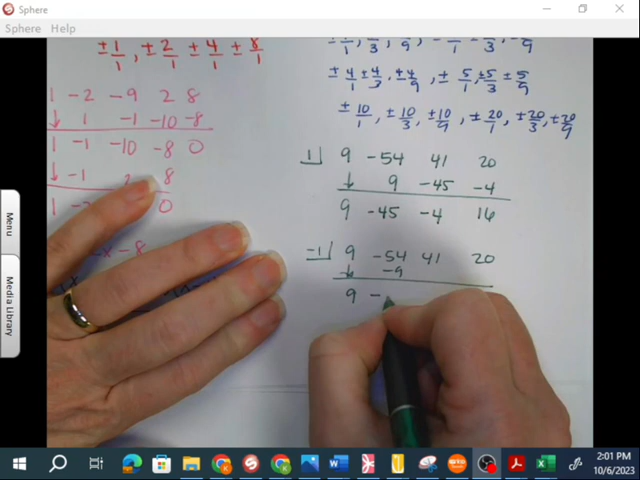 Sphere
Sphere Help
± 1/1 , ± 2/1 ± 4/1 ± 8/1
1 -2 -9 2 8
↓ 1 -1 -10 -8
1 -1 -10 -8 0
↓ -1 2 8
1 -2 0
-x -8
± 4/1 ± 4/3 , ± 4/9 , ± 5/1 , ± 5/3 ± 5/9
± 10/1 , ± 10/3 , ± 10/9 , ± 20/1 , ± 20/3 , ± 20/9
1 9 -54 41 20
↓ 9 -45 -4
9 -45 -4 16
-1 9 -54 41 20
↓ -9
9 -
Menu
Media Library
2:01 PM
10/6/2023